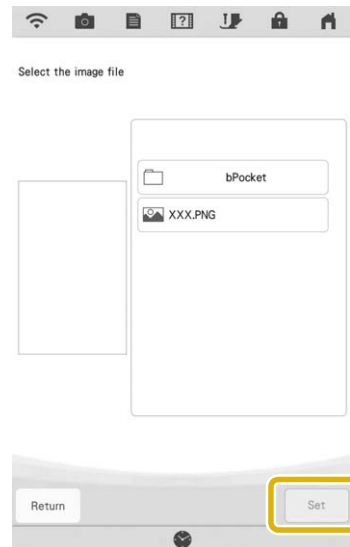 Select the image file
bPocket
XXX.PNG
Return
Set